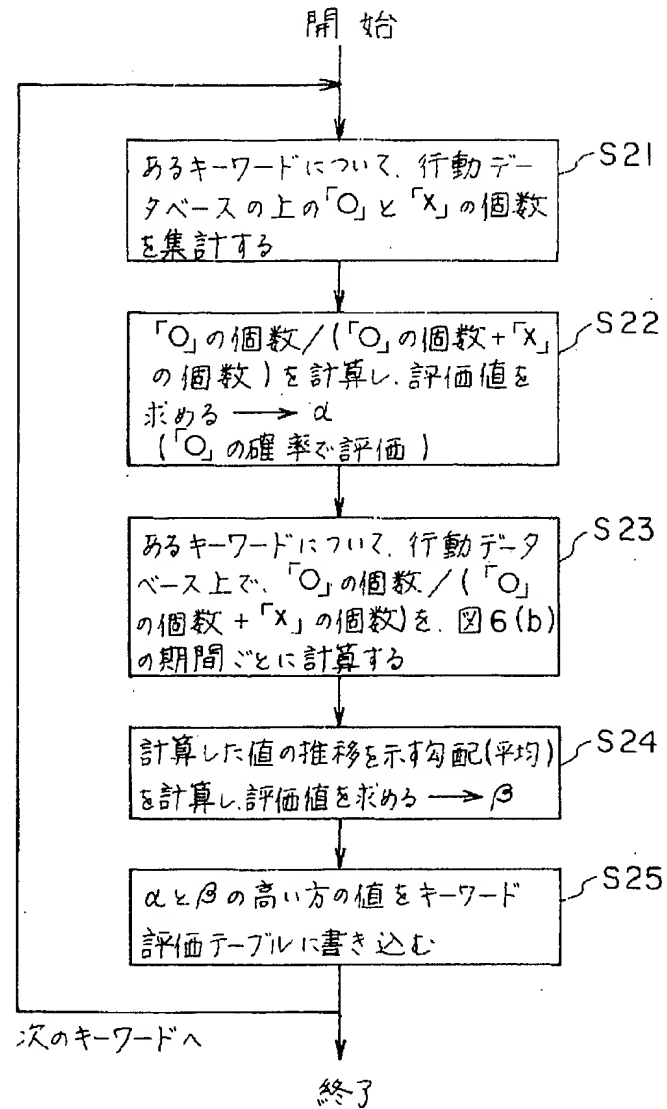 開始
S21
あるキーワードについて、行動デー
タベースの上の「○」と「×」の個数
を集計する
S22
「○」の個数/(「○」の個数+「×」
の個数)を計算し、評価値を
求める → α
(「○」の確率で評価)
S23
あるキーワードについて、行動データ
ベース上で、「○」の個数/(「○」
の個数+「×」の個数)を、図6(b)
の期間ごとに計算する
S24
計算した値の推移を示す勾配(平均)
を計算し、評価値を求める → β
S25
αとβの高い方の値をキーワード
評価テーブルに書き込む
次のキーワードへ
終了